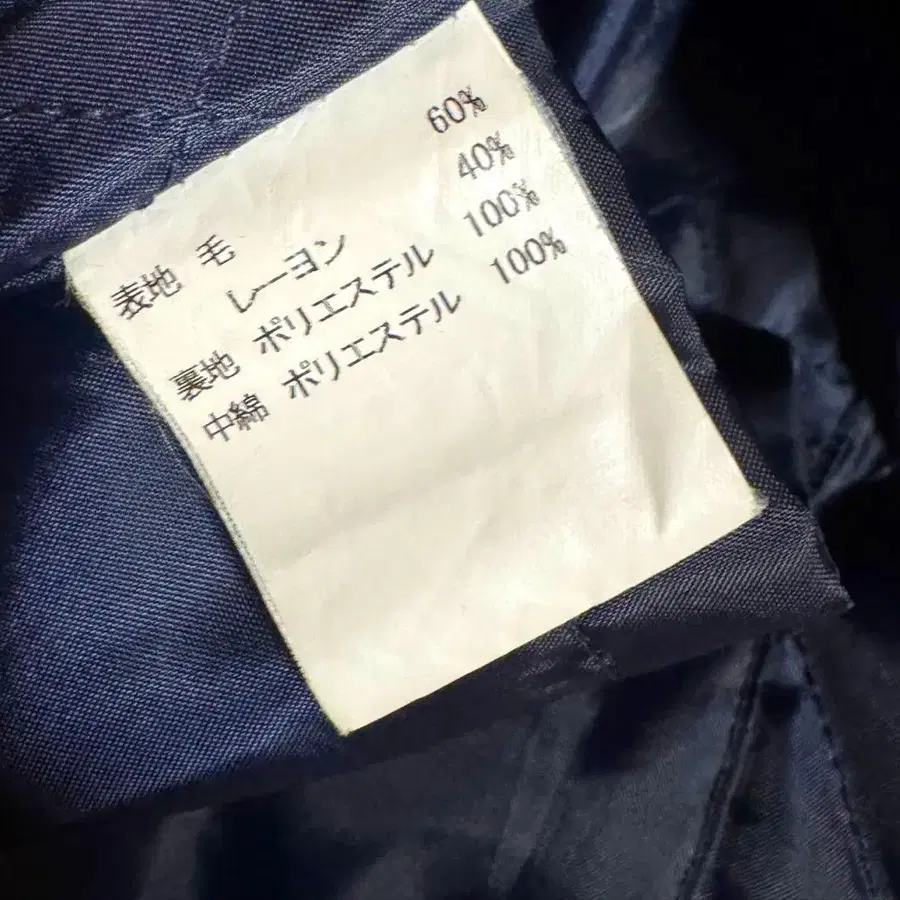 表地 毛 60%
レーヨン 40%
裏地 ポリエステル 100%
中綿 ポリエステル 100%